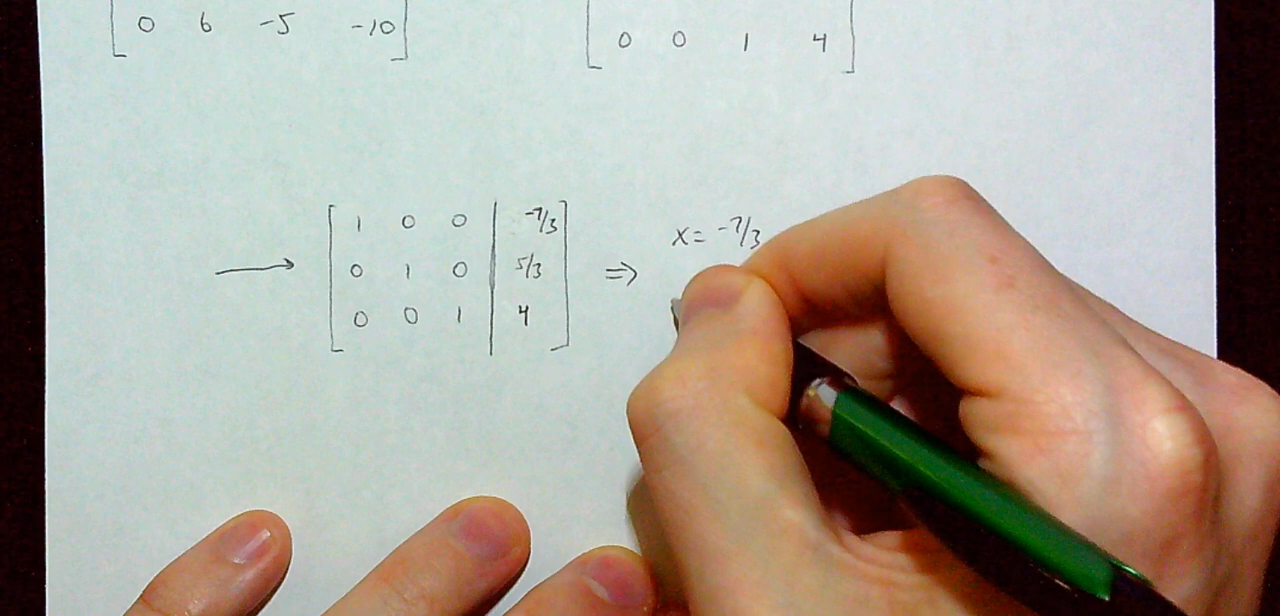 0 6 -5 -10
0 0 1 4
1 0 0 -7/3
0 1 0 5/3
0 0 1 4
⟶ ⇒
x = -7/3